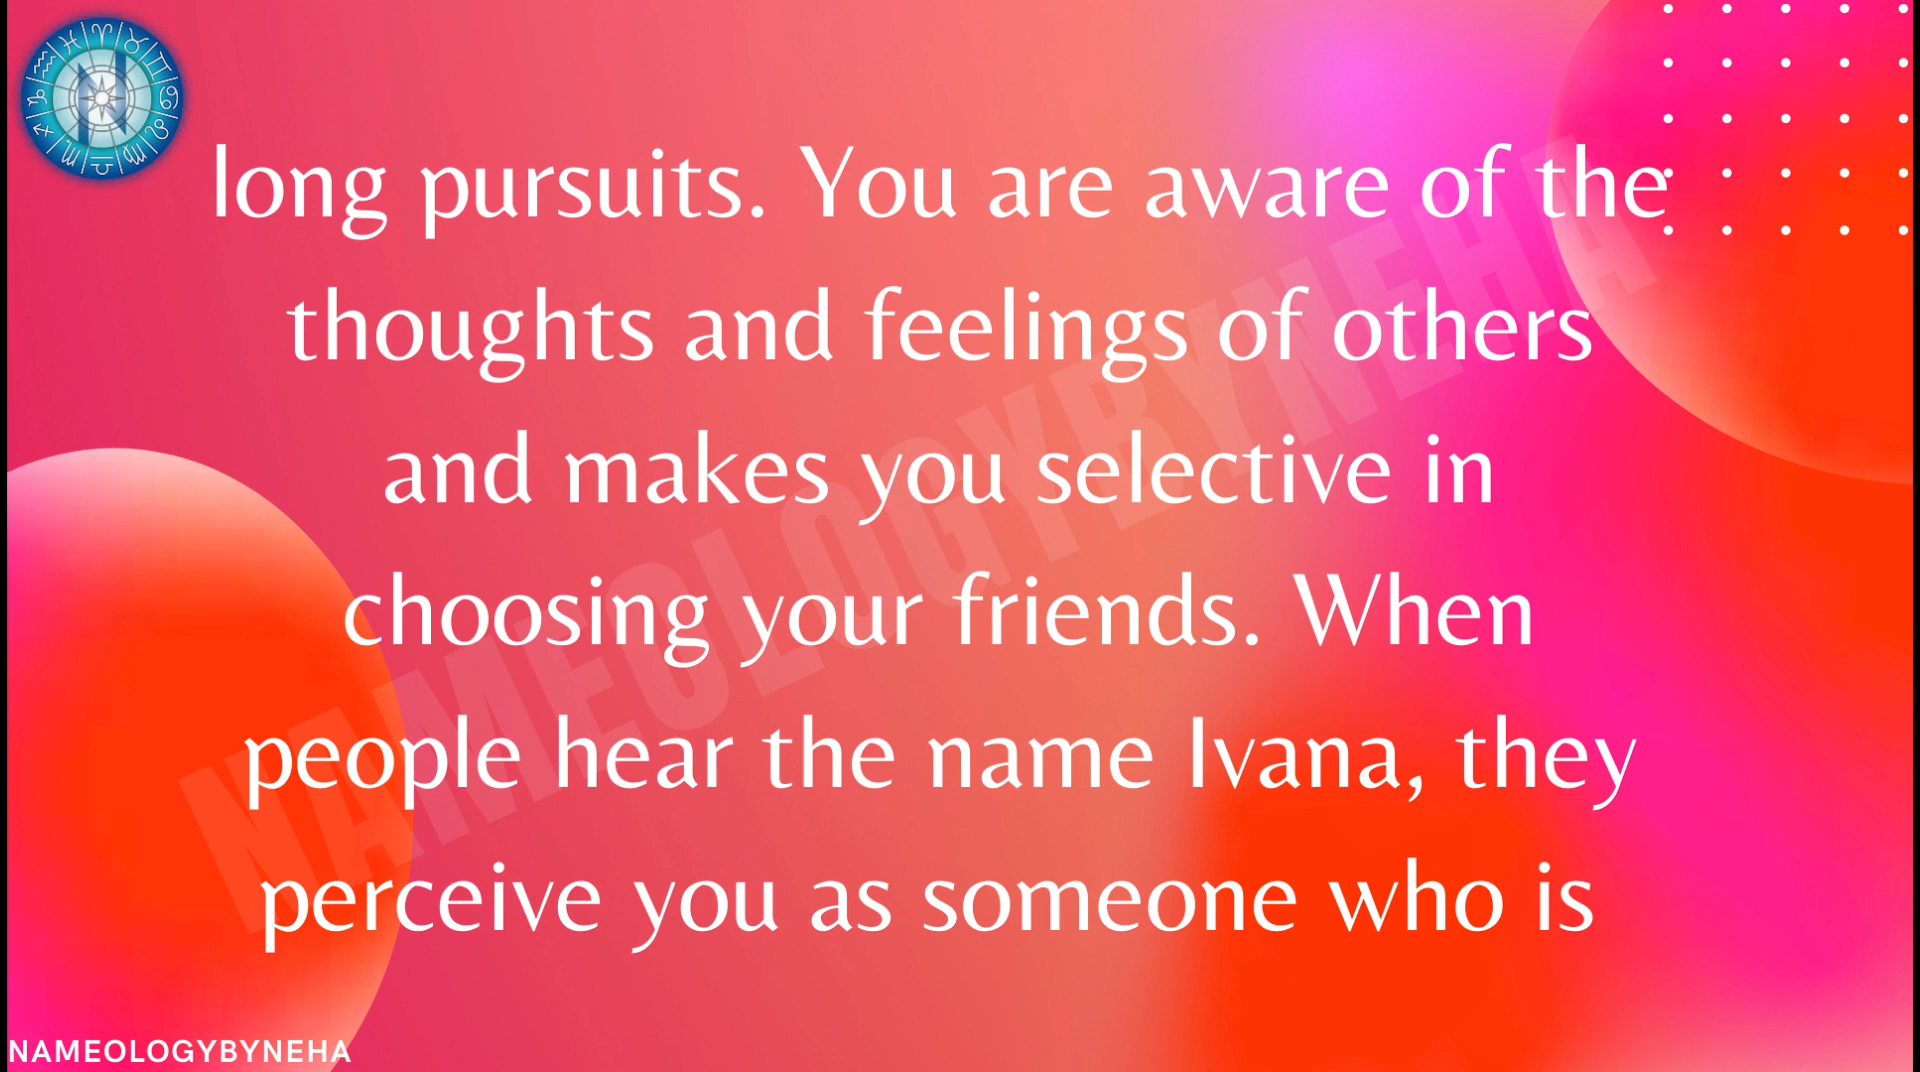 long pursuits. You are aware of the
thoughts and feelings of others
and makes you selective in
choosing your friends. When
people hear the name Ivana, they
perceive you as someone who is
NAMEOLOGYBYNEHA
NAMEOLOGYBYNEHA